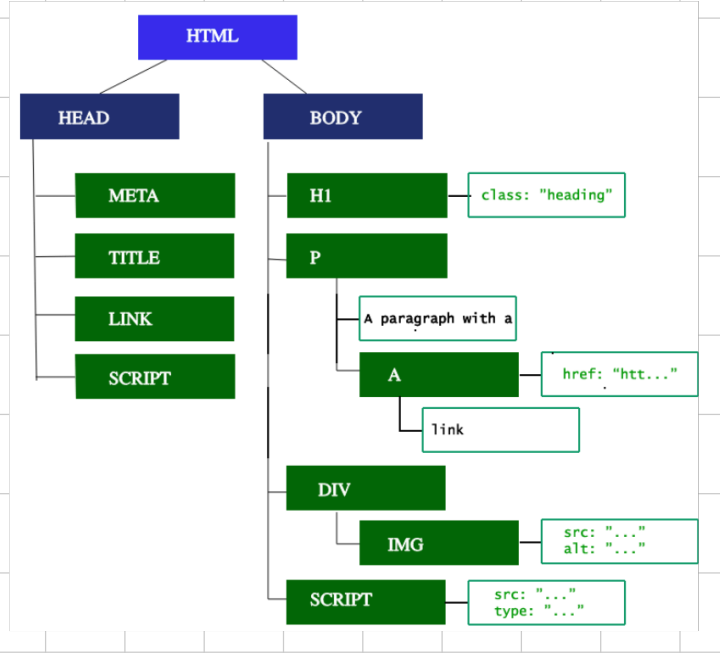 HTML
HEAD
BODY
META
H1
class: "heading"
TITLE
P
LINK
A paragraph with a
SCRIPT
A
href: "htt..."
link
DIV
IMG
src: "..."
alt: "..."
SCRIPT
src: "..."
type: "..."